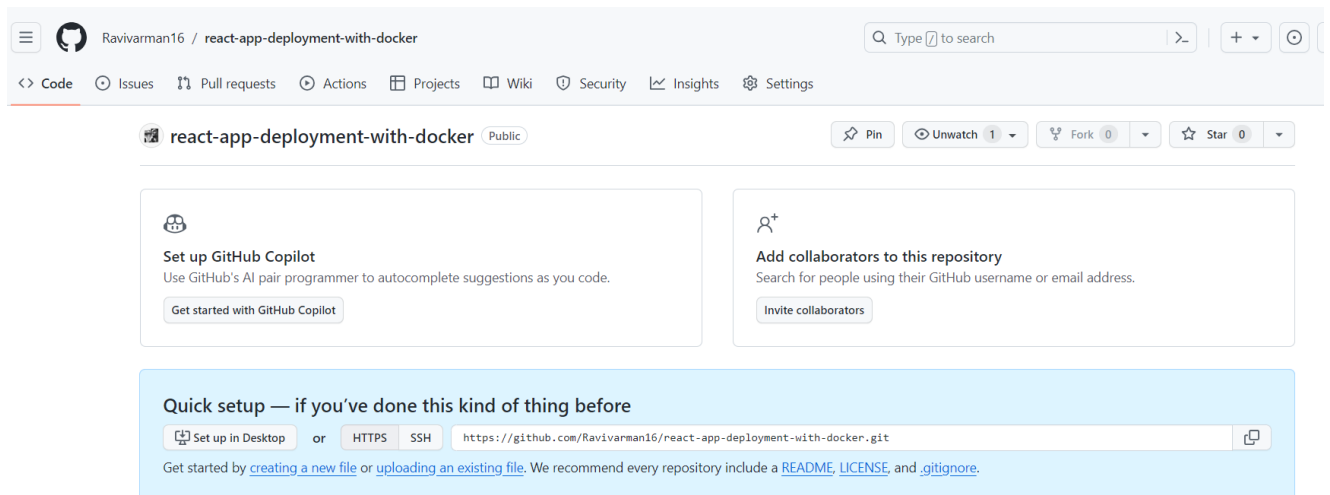 Ravivarman16 / react-app-deployment-with-docker
Type / to search
Code Issues Pull requests Actions Projects Wiki Security Insights Settings
react-app-deployment-with-docker Public
Pin Unwatch 1 Fork 0 Star 0
Set up GitHub Copilot
Use GitHub's AI pair programmer to autocomplete suggestions as you code.
Get started with GitHub Copilot
Add collaborators to this repository
Search for people using their GitHub username or email address.
Invite collaborators
Quick setup — if you've done this kind of thing before
Set up in Desktop or HTTPS SSH https://github.com/Ravivarman16/react-app-deployment-with-docker.git
Get started by creating a new file or uploading an existing file. We recommend every repository include a README, LICENSE, and .gitignore.